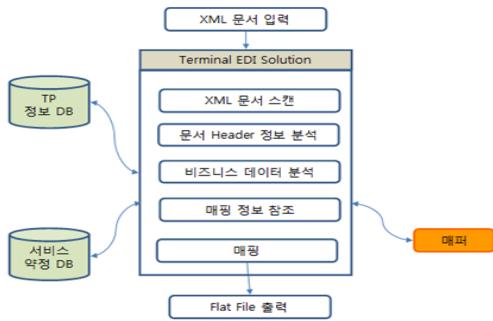 XML 문서 입력
Terminal EDI Solution
TP
정보 DB
XML 문서 스캔
문서 Header 정보 분석
비즈니스 데이터 분석
매핑 정보 참조
서비스
약정 DB
매퍼
매핑
Flat File 출력